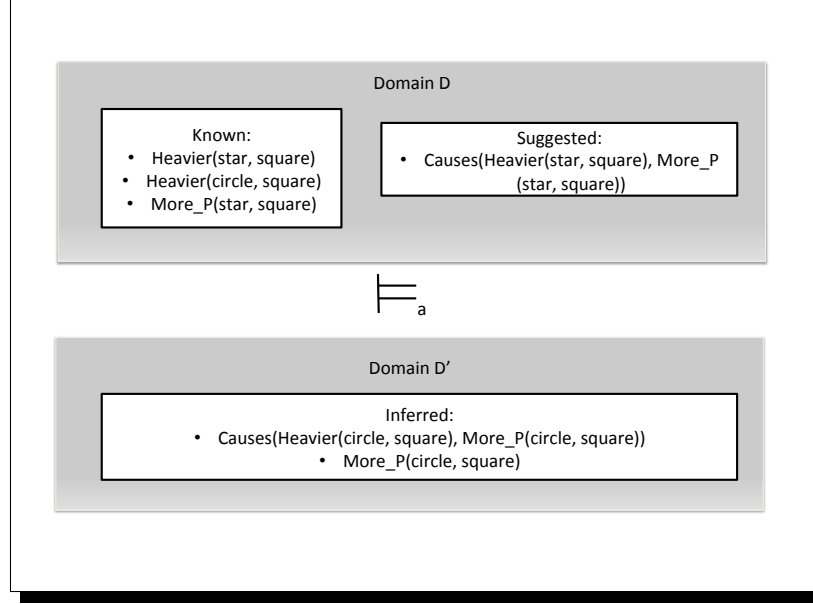 Domain D
Known:
• Heavier(star, square)
• Heavier(circle, square)
• More_P(star, square)
Suggested:
• Causes(Heavier(star, square), More_P
(star, square))
⊨a
Domain D’
Inferred:
• Causes(Heavier(circle, square), More_P(circle, square))
• More_P(circle, square)